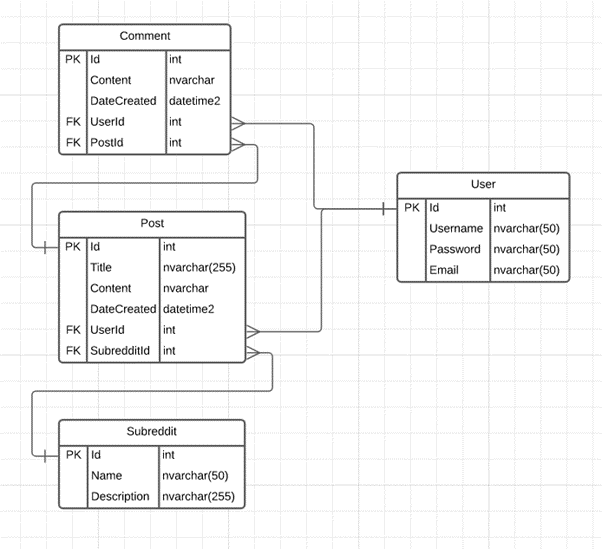 Comment
PK Id int
Content nvarchar
DateCreated datetime2
FK UserId int
FK PostId int
User
PK Id int
Username nvarchar(50)
Password nvarchar(50)
Email nvarchar(50)
Post
PK Id int
Title nvarchar(255)
Content nvarchar
DateCreated datetime2
FK UserId int
FK SubredditId int
Subreddit
PK Id int
Name nvarchar(50)
Description nvarchar(255)